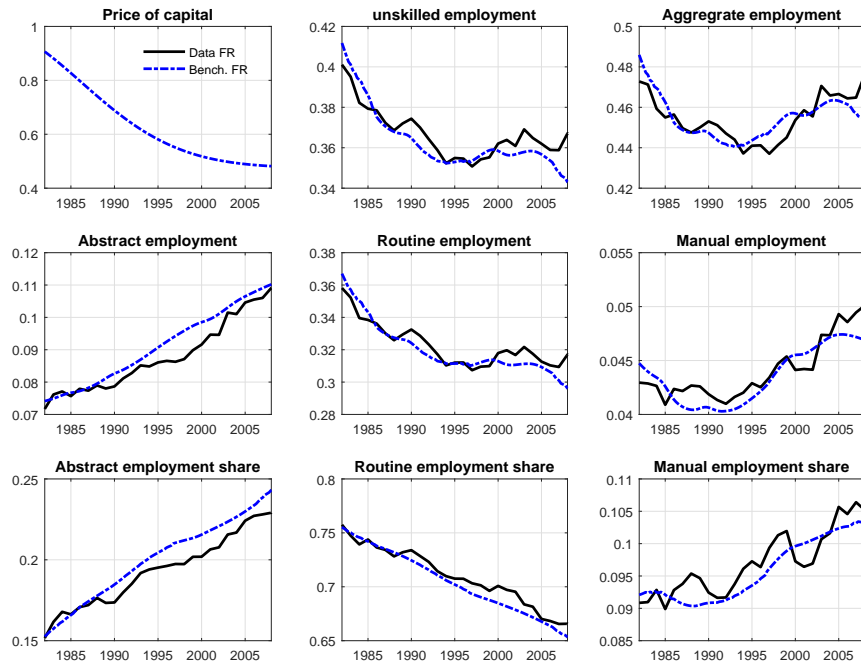 Price of capital
1
0.8
0.6
0.4
1985 1990 1995 2000 2005
Data FR
Bench. FR
unskilled employment
0.42
0.4
0.38
0.36
0.34
1985 1990 1995 2000 2005
Aggregrate employment
0.5
0.48
0.46
0.44
0.42
1985 1990 1995 2000 2005
Abstract employment
0.12
0.11
0.1
0.09
0.08
0.07
1985 1990 1995 2000 2005
Routine employment
0.38
0.36
0.34
0.32
0.3
0.28
1985 1990 1995 2000 2005
Manual employment
0.055
0.05
0.045
0.04
1985 1990 1995 2000 2005
Abstract employment share
0.25
0.2
0.15
1985 1990 1995 2000 2005
Routine employment share
0.8
0.75
0.7
0.65
1985 1990 1995 2000 2005
Manual employment share
0.11
0.105
0.1
0.095
0.09
0.085
1985 1990 1995 2000 2005